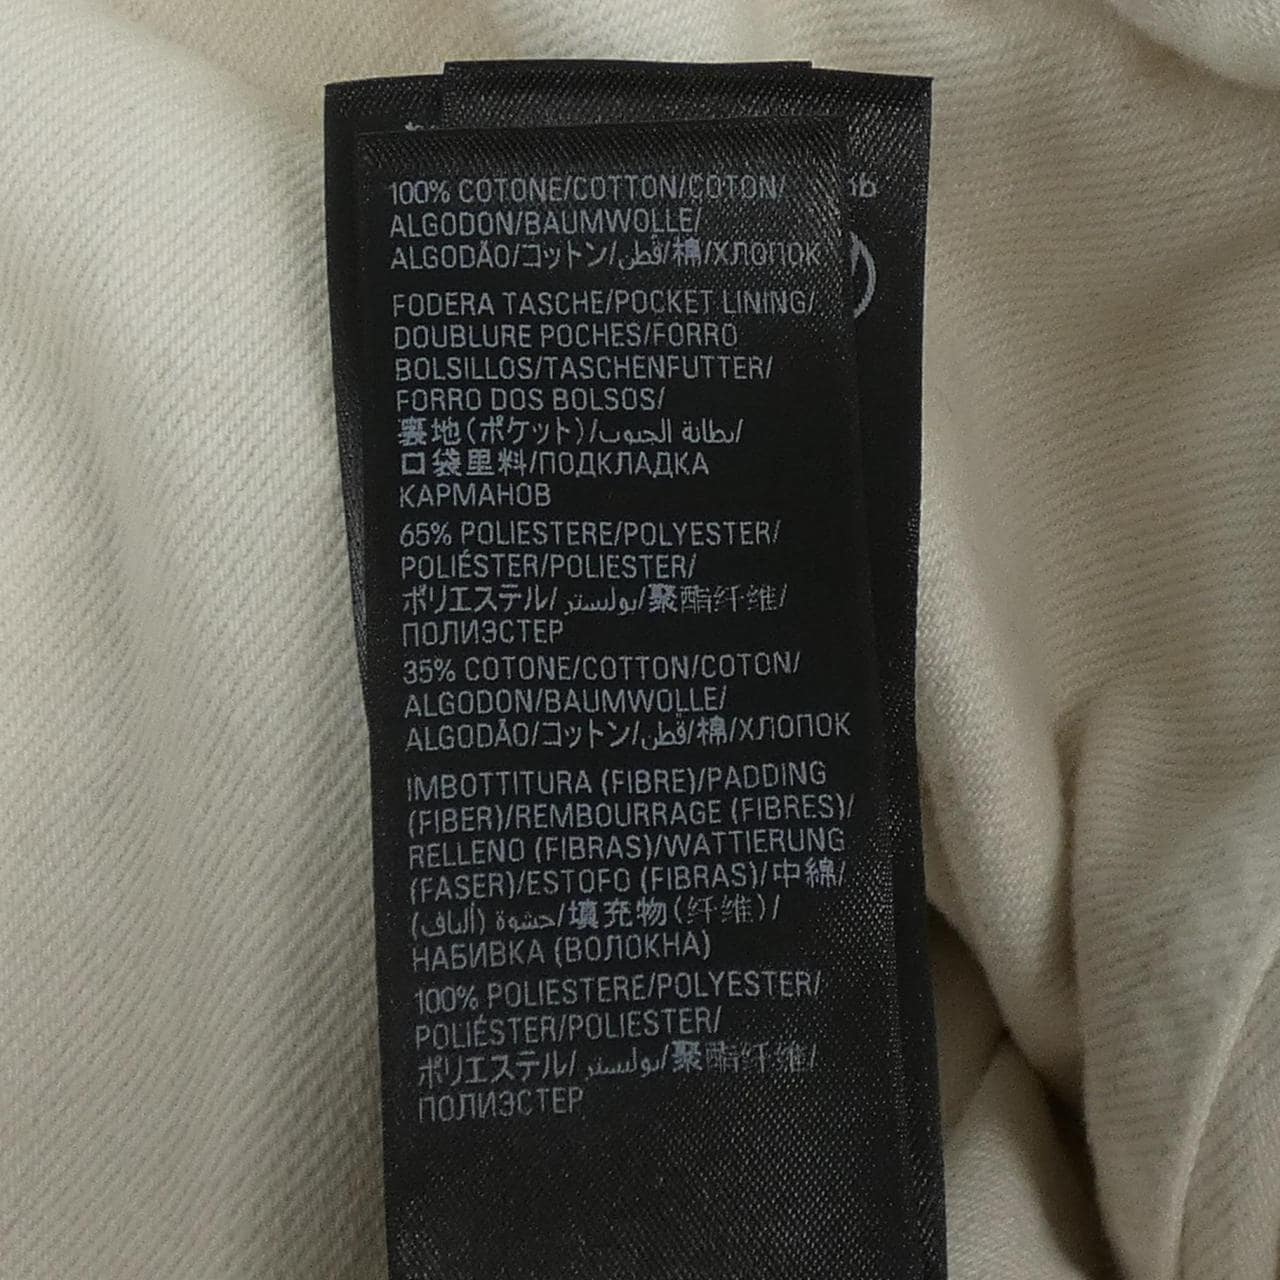 100% COTONE/COTTON/COTON/
ALGODON/BAUMWOLLE/
ALGODÃO/コットン/قطن/棉/ХЛОПОК
FODERA TASCHE/POCKET LINING/
DOUBLURE POCHES/FORRO
BOLSILLOS/TASCHENFUTTER/
FORRO DOS BOLSOS/
裏地(ポケット)/بطانة الجيوب/
口袋里料/ПОДКЛАДКА
КАРМАНОВ
65% POLIESTERE/POLYESTER/
POLIÉSTER/POLIESTER/
ポリエステル/بوليستر/聚酯纤维/
ПОЛИЭСТЕР
35% COTONE/COTTON/COTON/
ALGODON/BAUMWOLLE/
ALGODÃO/コットン/قطن/棉/ХЛОПОК
IMBOTTITURA (FIBRE)/PADDING
(FIBER)/REMBOURRAGE (FIBRES)/
RELLENO (FIBRAS)/WATTIERUNG
(FASER)/ESTOFO (FIBRAS)/中綿/
حشوة (ألياف)/填充物(纤维)/
НАБИВКА (ВОЛОКНА)
100% POLIESTERE/POLYESTER/
POLIÉSTER/POLIESTER/
ポリエステル/بوليستر/聚酯纤维/
ПОЛИЭСТЕР